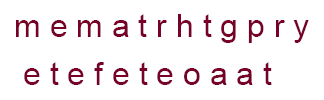 m e m a t r h t g p r y
e t e f e t e o a a t